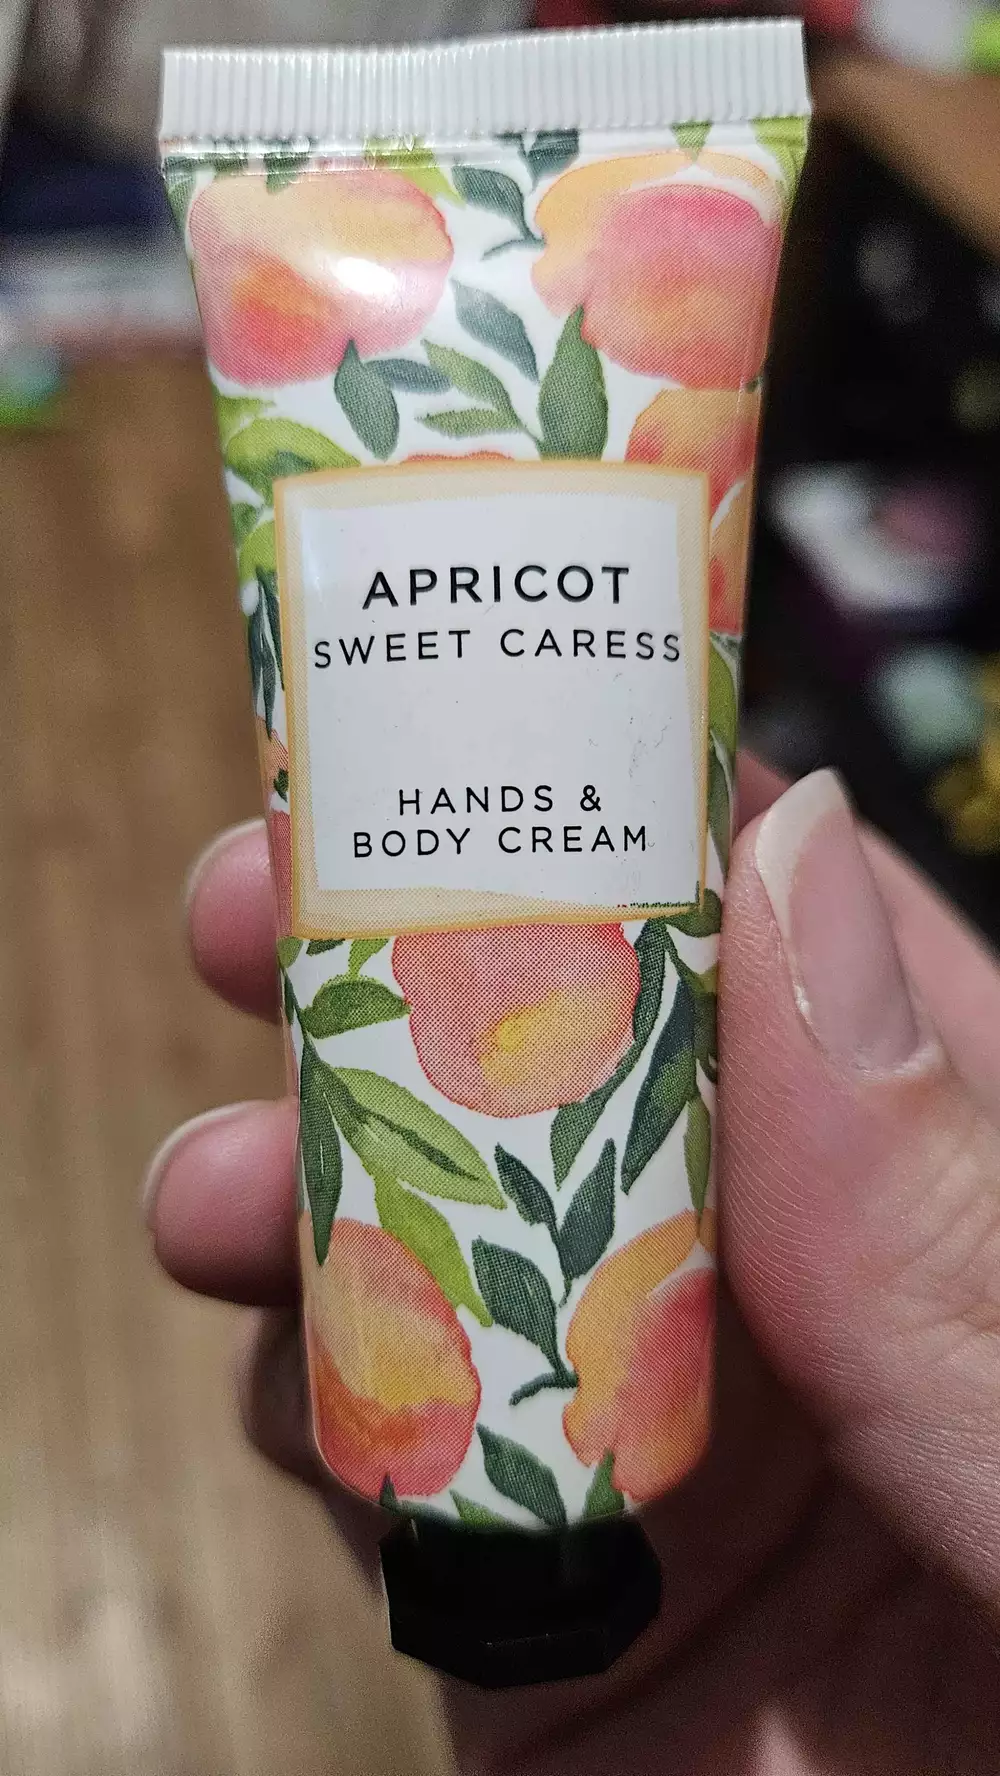 APRICOT
SWEET CARESS
HANDS &
BODY CREAM